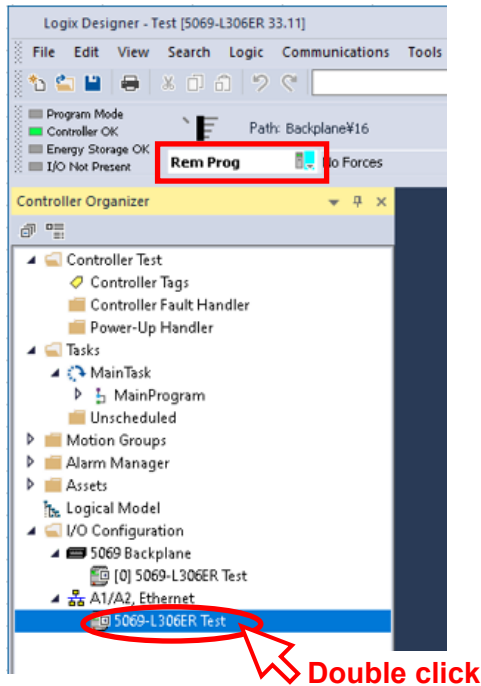 Logix Designer - Test [5069-L306ER 33.11]
File Edit View Search Logic Communications Tools
Program Mode
Controller OK
Energy Storage OK
I/O Not Present
Path: Backplane¥16
Rem Prog
No Forces
Controller Organizer
Controller Test
Controller Tags
Controller Fault Handler
Power-Up Handler
Tasks
MainTask
MainProgram
Unscheduled
Motion Groups
Alarm Manager
Assets
Logical Model
I/O Configuration
5069 Backplane
[0] 5069-L306ER Test
A1/A2, Ethernet
5069-L306ER Test
Double click